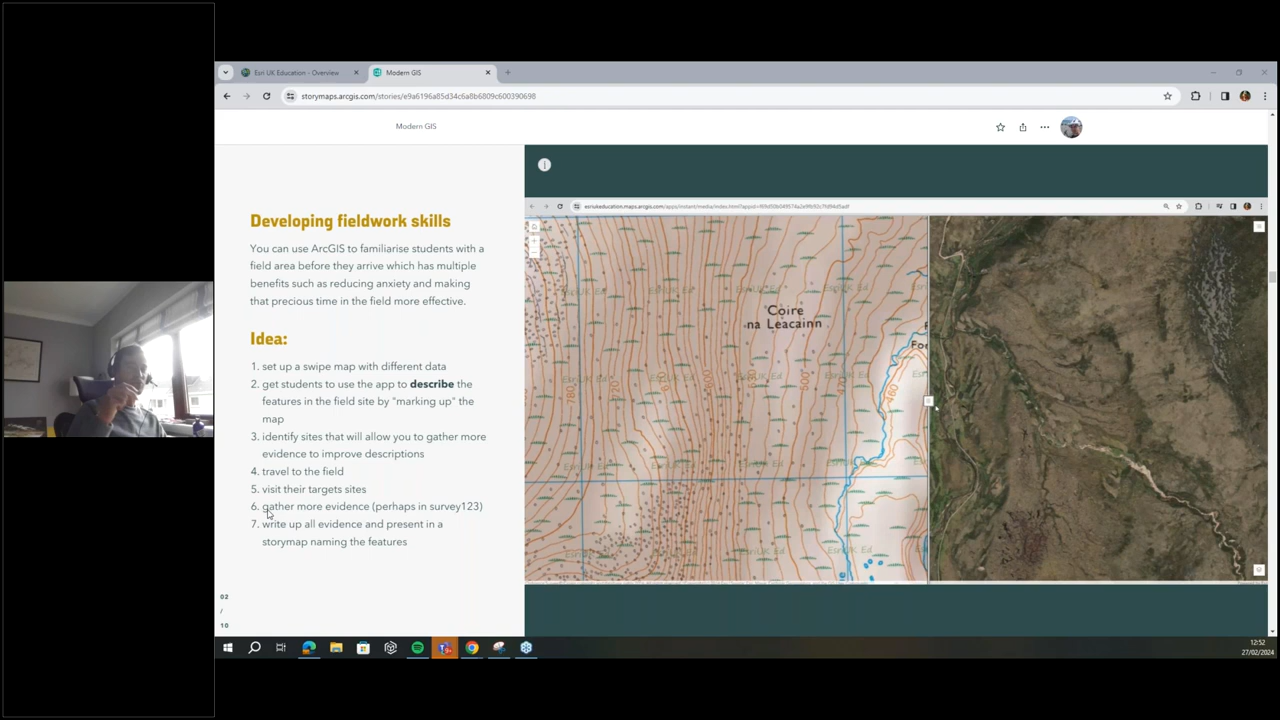 Esri UK Education - Overview
Modern GIS
storymaps.arcgis.com/stories/e9a6196a85d34c6a8b6809c600390698
Modern GIS
Developing fieldwork skills
You can use ArcGIS to familiarise students with a
field area before they arrive which has multiple
benefits such as reducing anxiety and making
that precious time in the field more effective.
Idea:
1. set up a swipe map with different data
2. get students to use the app to describe the
features in the field site by "marking up" the
map
3. identify sites that will allow you to gather more
evidence to improve descriptions
4. travel to the field
5. visit their targets sites
6. gather more evidence (perhaps in survey123)
7. write up all evidence and present in a
storymap naming the features
02
/
10
Coire
na Leacainn
780
500
460
12:52
27/02/2024